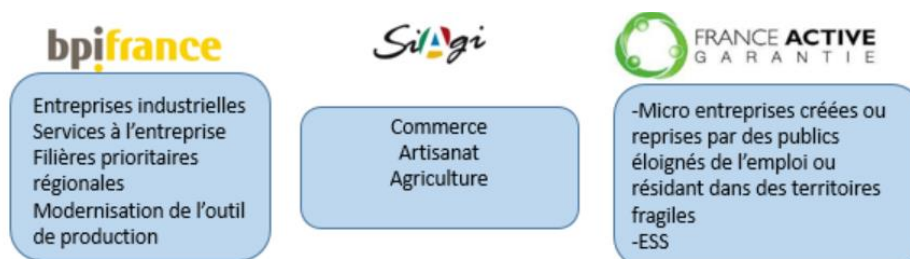 bpifrance
Entreprises industrielles
Services à l'entreprise
Filières prioritaires
régionales
Modernisation de l'outil
de production
SiAgi
Commerce
Artisanat
Agriculture
FRANCE ACTIVE
GARANTIE
-Micro entreprises créées ou
reprises par des publics
éloignés de l'emploi ou
résidant dans des territoires
fragiles
-ESS